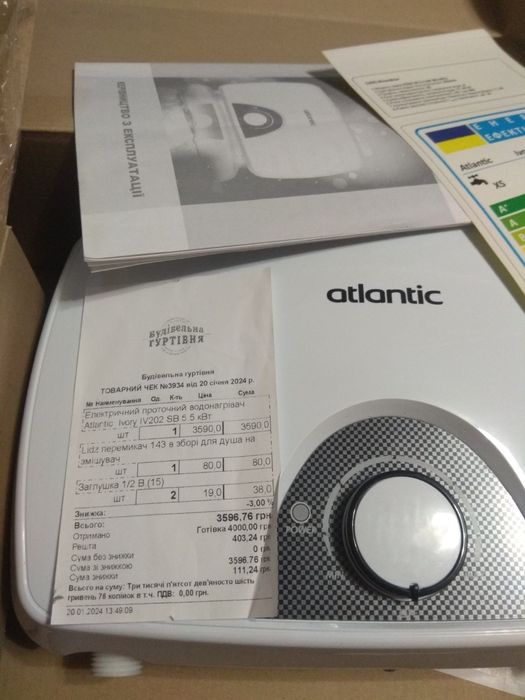 КЕРІВНИЦТВО З ЕКСПЛУАТАЦІЇ
atlantic
ЕНЕ
ЕФЕКТИ
Atlantic
XS
A+
A
B
atlantic
Будівельна
ГУРТІВНЯ
Будівельна гуртівня
ТОВАРНИЙ ЧЕК №3934 від 20 січня 2024 р.
№ Наименування Од. К-ть Ціна Сума
Електричний проточний водонагрівач
Atlantic Ivory IV202 SB 5.5 кВт
шт 1 3590,0 3590,0
Lidz перемикач 143 в зборі для душа на
змішувач
шт 1 80,0 80,0
Заглушка 1/2 В (15)
шт 2 19,0 38,0
Знижка: -3,00 %
Всього: 3596,76 грн
Отримано Готівка 4000,00 грн
Решта 403,24 грн
Сума без знижки 0 грн
Сума зі знижкою 3596.76 грн
Сума знижки 111,24 грн
Всього на суму: Три тисячі п'ятсот дев'яносто шість
гривень 76 копійок в т.ч. ПДВ: 0,00 грн.
20.01.2024 13:49:09
POWER